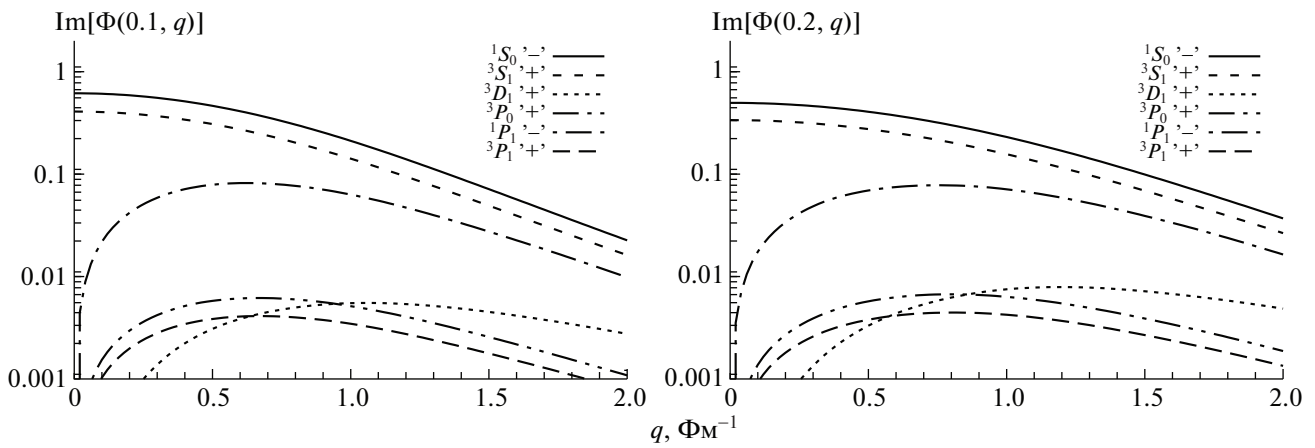 Im[Φ(0.1, q)]
1
0.1
0.01
0.001
¹S₀ '–'
³S₁ '+'
³D₁ '+'
³P₀ '+'
¹P₁ '–'
³P₁ '+'
0 0.5 1.0 1.5 2.0
Im[Φ(0.2, q)]
1
0.1
0.01
0.001
¹S₀ '–'
³S₁ '+'
³D₁ '+'
³P₀ '+'
¹P₁ '–'
³P₁ '+'
0 0.5 1.0 1.5 2.0
q, Фм⁻¹